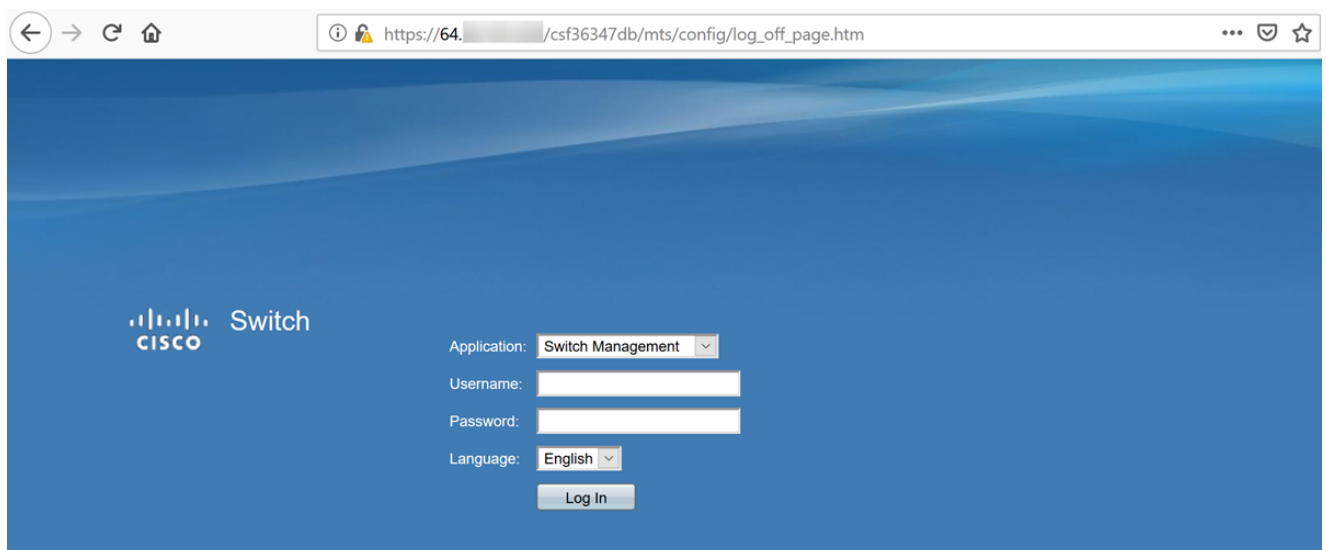 https://64. /csf36347db/mts/config/log_off_page.htm
CISCO Switch
Application: Switch Management
Username:
Password:
Language: English
Log In